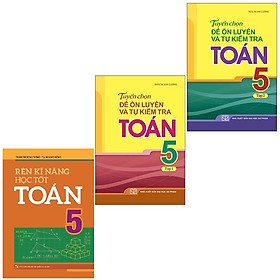 Tuyển chọn
ĐỀ ÔN LUYỆN
VÀ TỰ KIỂM TRA
TOÁN
5
Tập 2
Tuyển chọn
ĐỀ ÔN LUYỆN
VÀ TỰ KIỂM TRA
TOÁN
5
Tập 1
RÈN KĨ NĂNG
HỌC TỐT
TOÁN
5